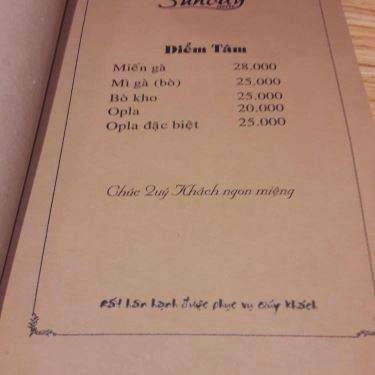 Sunday
Điểm Tâm
Miến gà 28.000
Mì gà (bò) 25.000
Bò kho 25.000
Opla 20.000
Opla đặc biệt 25.000
Chúc Quý Khách ngon miệng
Rất hân hạnh được phục vụ Quý khách